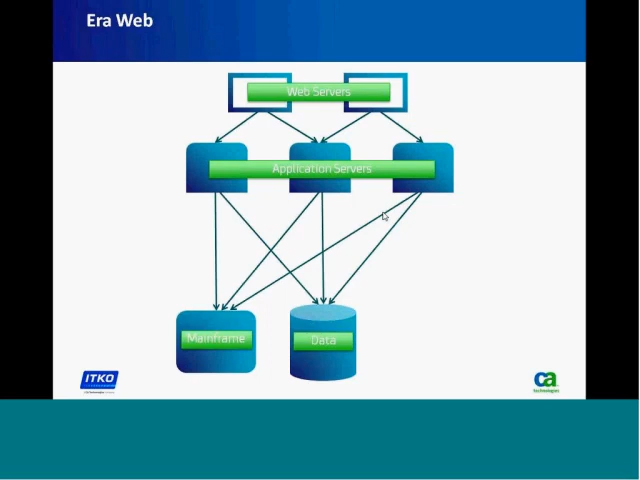 Era Web
Web Servers
Application Servers
Mainframe
Data
ITKO
ca
technologies